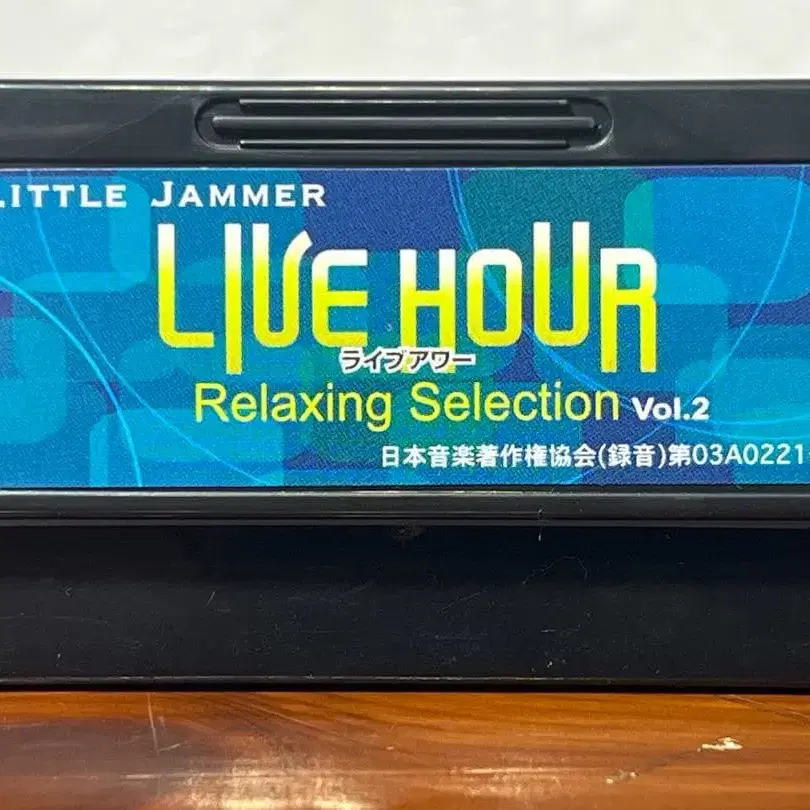 LITTLE JAMMER
LIVE HOUR
ライブアワー
Relaxing Selection Vol.2
日本音楽著作権協会(録音)第03A0221